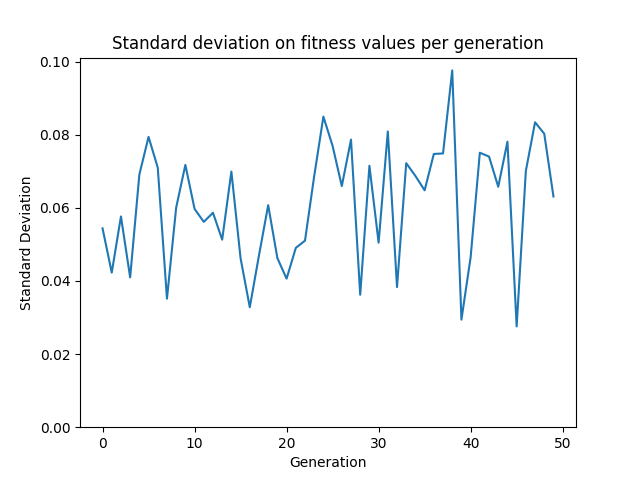 Standard deviation on fitness values per generation
0.10
0.08
0.06
0.04
0.02
0.00
Standard Deviation
0 10 20 30 40 50
Generation